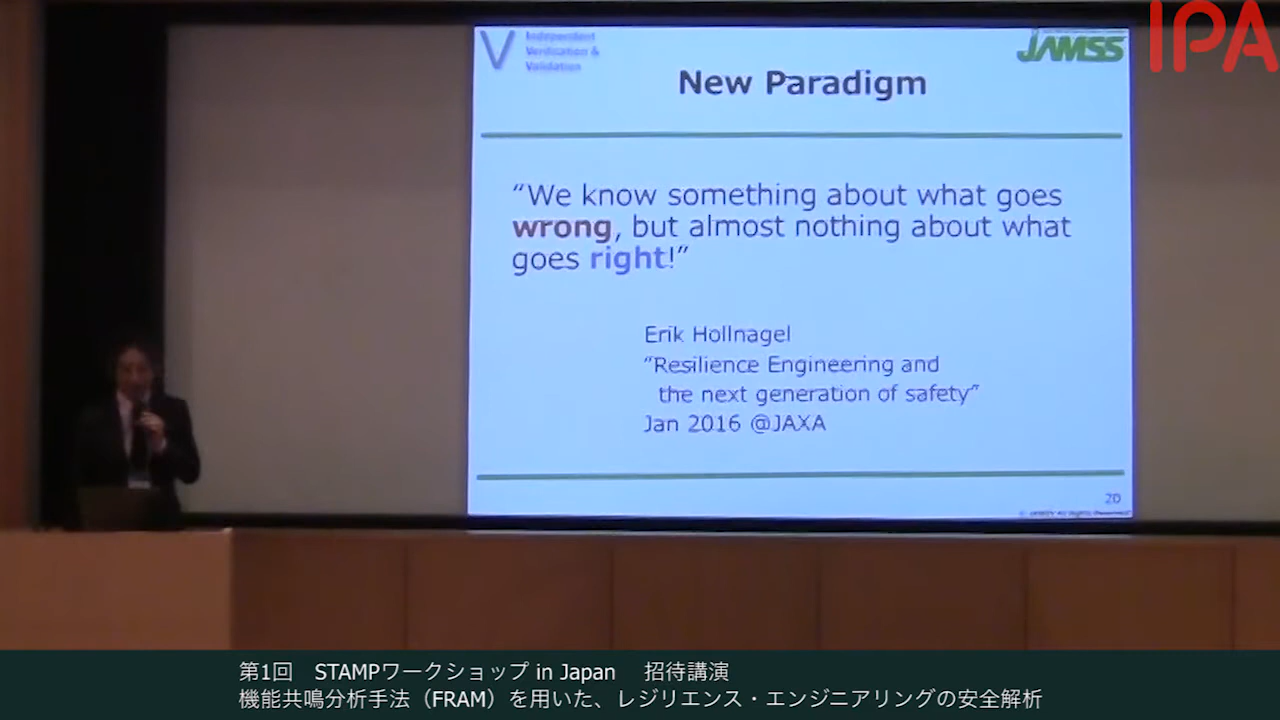 Independent
Verification &
Validation
JAMSS
IPA
New Paradigm
“We know something about what goes
wrong, but almost nothing about what
goes right!”
Erik Hollnagel
“Resilience Engineering and
the next generation of safety”
Jan 2016 @JAXA
20
第1回 STAMPワークショップ in Japan 招待講演
機能共鳴分析手法（FRAM）を用いた、レジリエンス・エンジニアリングの安全解析